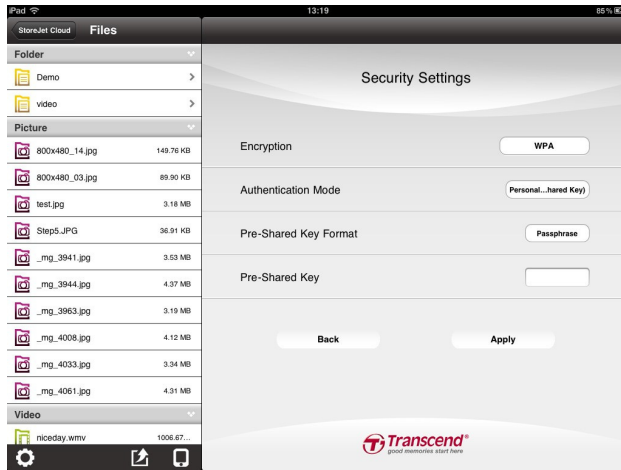 iPad 13:19 85 %
StoreJet Cloud Files
Folder
Demo
video
Picture
800x480_14.jpg 149.76 KB
800x480_03.jpg 89.90 KB
test.jpg 3.18 MB
Step5.JPG 36.91 KB
_mg_3941.jpg 3.53 MB
_mg_3944.jpg 4.37 MB
_mg_3963.jpg 3.19 MB
_mg_4008.jpg 4.12 MB
_mg_4033.jpg 3.34 MB
_mg_4061.jpg 4.31 MB
Video
niceday.wmv 1006.67...
Security Settings
Encryption WPA
Authentication Mode Personal...hared Key)
Pre-Shared Key Format Passphrase
Pre-Shared Key
Back Apply
Transcend®
good memories start here